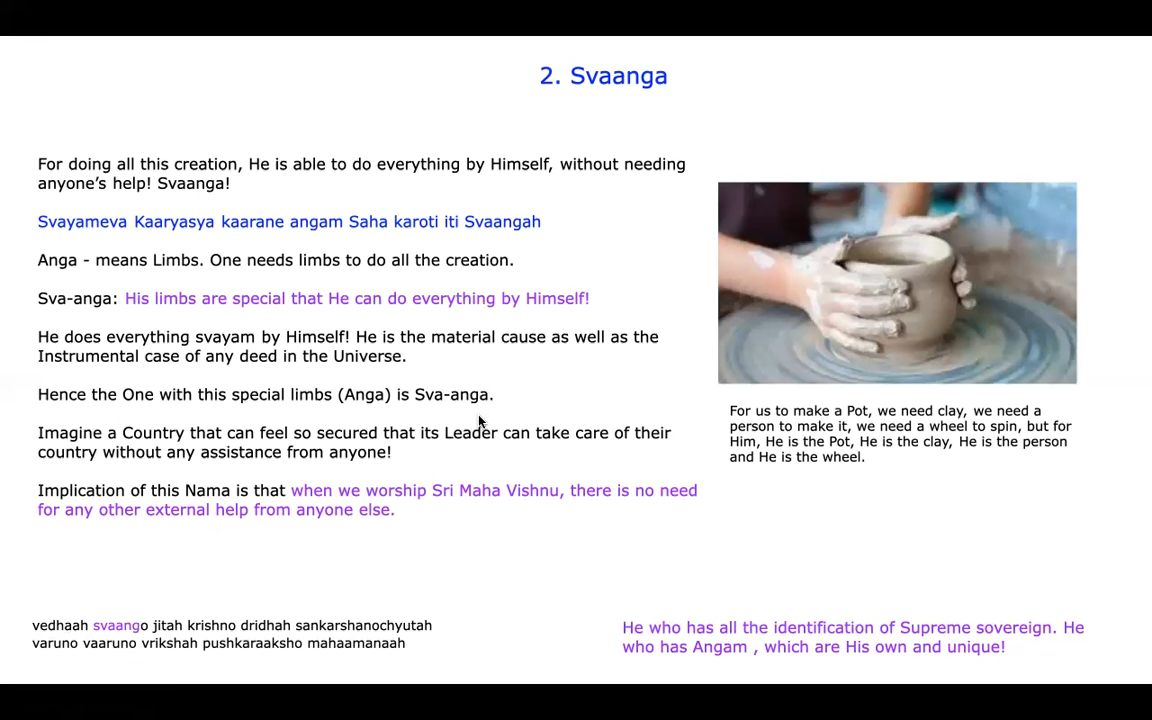 2. Svaanga
For doing all this creation, He is able to do everything by Himself, without needing
anyone’s help! Svaanga!
Svayameva Kaaryasya kaarane angam Saha karoti iti Svaangah
Anga - means Limbs. One needs limbs to do all the creation.
Sva-anga: His limbs are special that He can do everything by Himself!
He does everything svayam by Himself! He is the material cause as well as the
Instrumental case of any deed in the Universe.
Hence the One with this special limbs (Anga) is Sva-anga.
Imagine a Country that can feel so secured that its Leader can take care of their
country without any assistance from anyone!
Implication of this Nama is that when we worship Sri Maha Vishnu, there is no need
for any other external help from anyone else.
For us to make a Pot, we need clay, we need a
person to make it, we need a wheel to spin, but for
Him, He is the Pot, He is the clay, He is the person
and He is the wheel.
vedhaah svaango jitah krishno dridhah sankarshanochyutah
varuno vaaruno vrikshah pushkaraaksho mahaamanaah
He who has all the identification of Supreme sovereign. He
who has Angam , which are His own and unique!